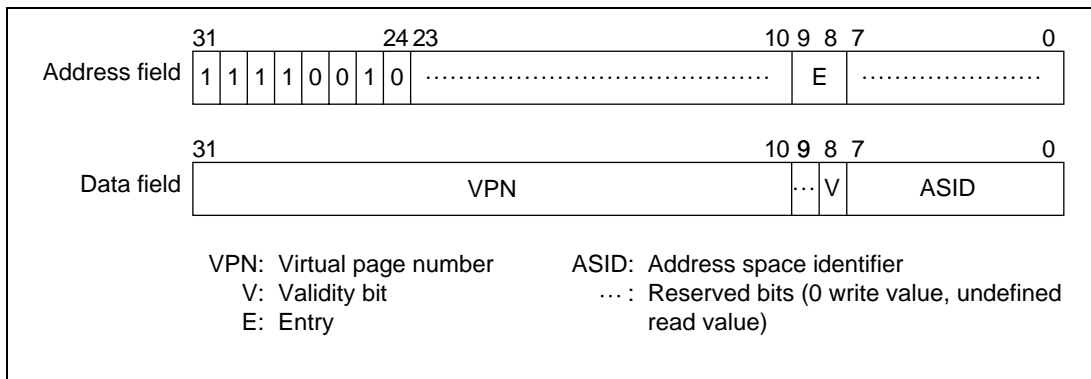 31 24 23 10 9 8 7 0
Address field 1 1 1 1 0 0 1 0 ⋯⋯⋯⋯⋯⋯⋯⋯ E ⋯⋯⋯⋯
31 10 9 8 7 0
Data field VPN ⋯ V ASID
VPN: Virtual page number ASID: Address space identifier
V: Validity bit ⋯ : Reserved bits (0 write value, undefined
E: Entry read value)